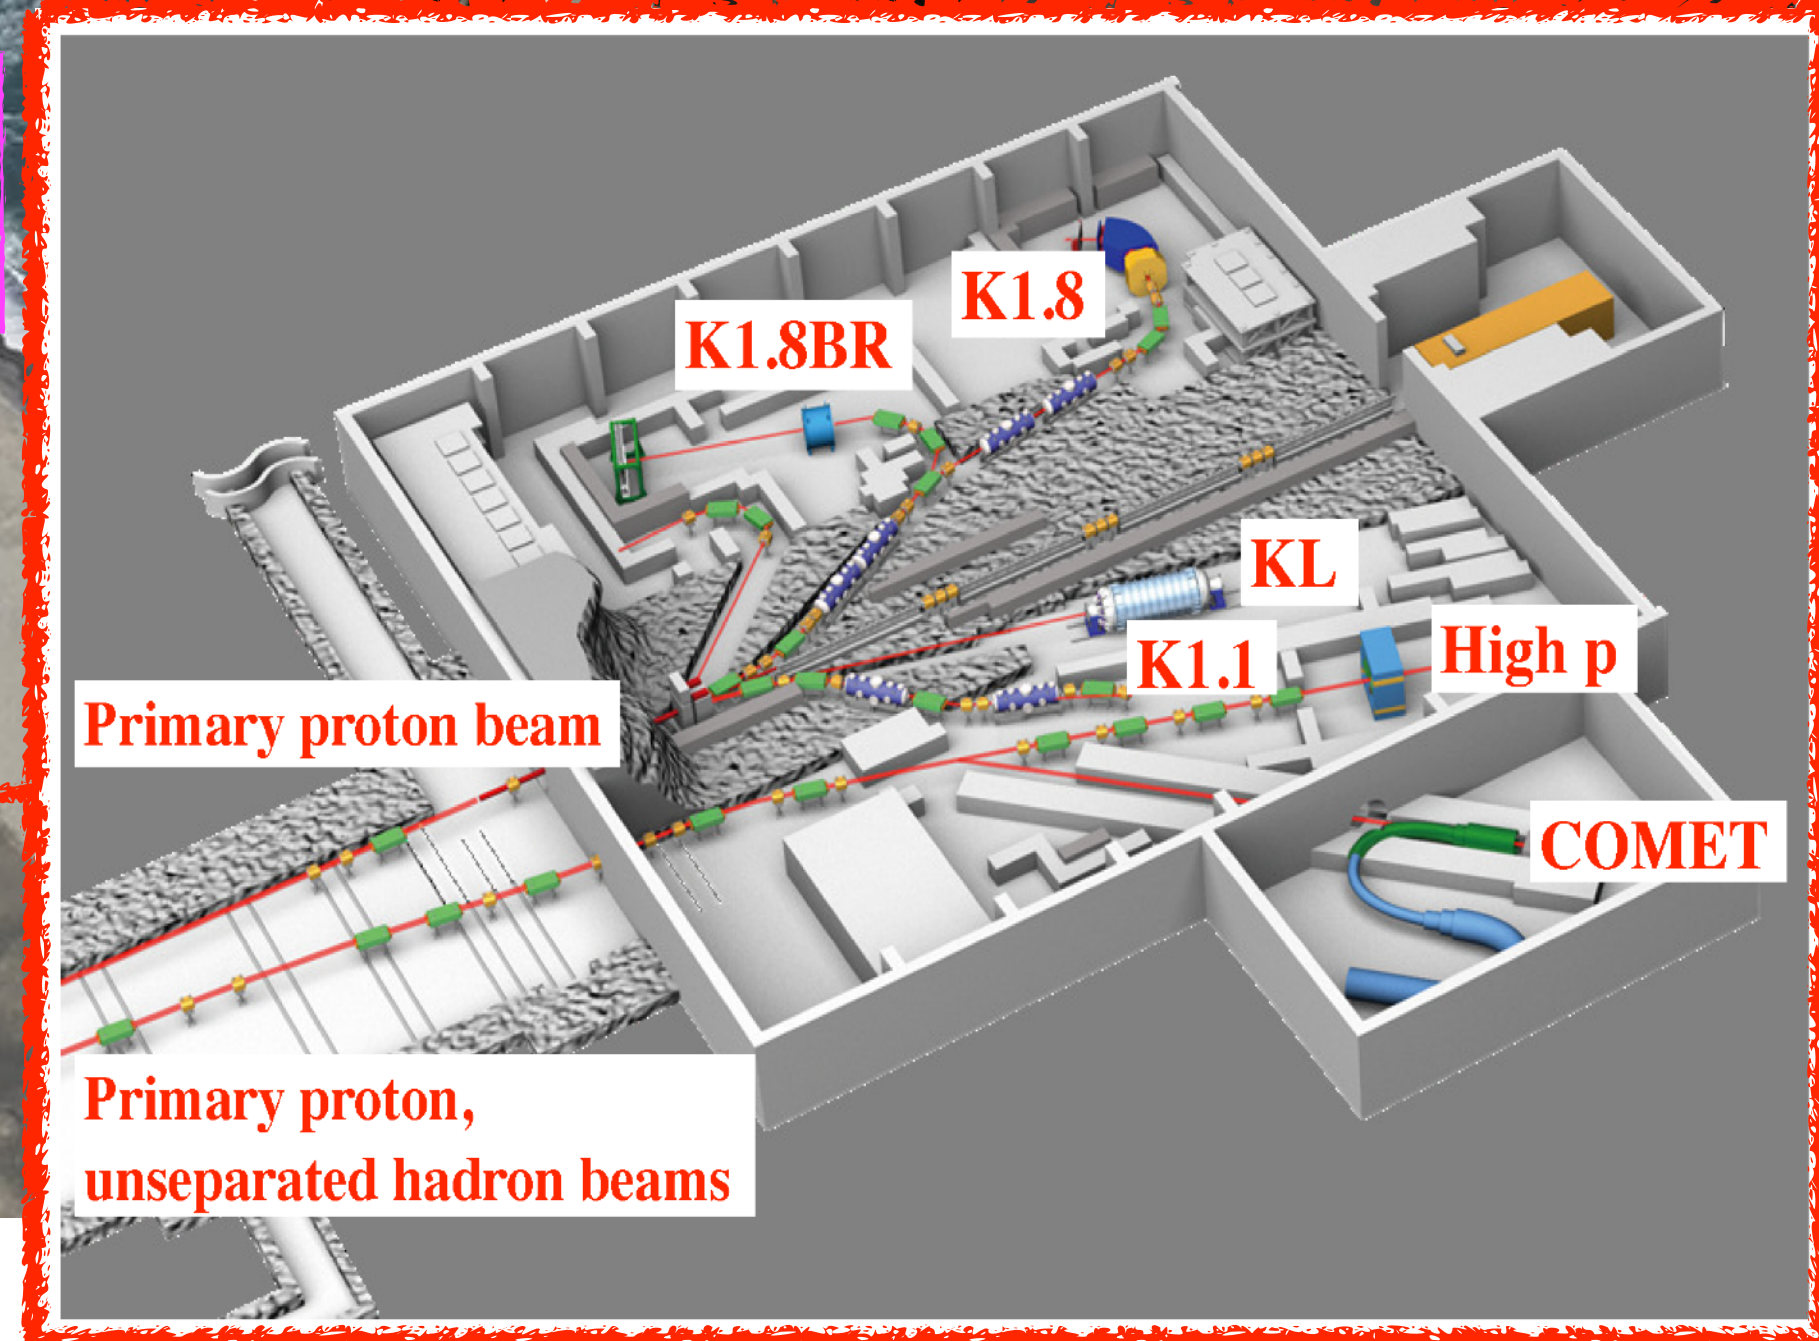 K1.8
K1.8BR
KL
K1.1
High p
Primary proton beam
COMET
Primary proton,
unseparated hadron beams